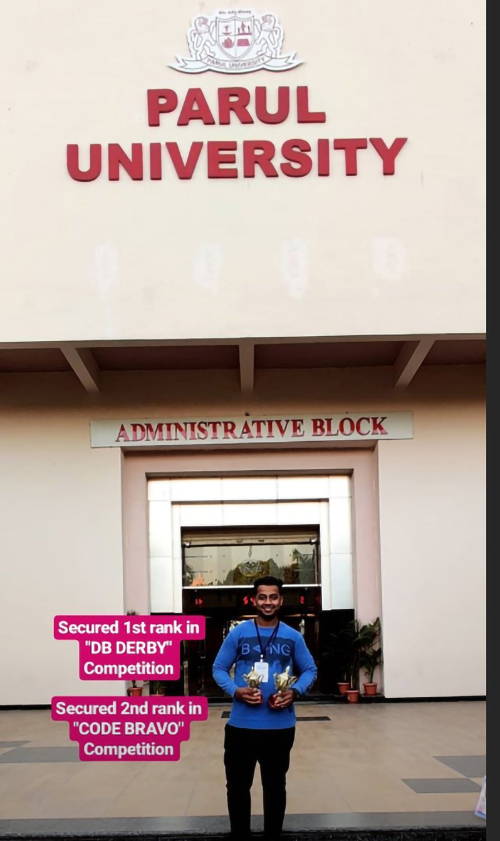 PARUL UNIVERSITY
PARUL
UNIVERSITY
ADMINISTRATIVE BLOCK
Secured 1st rank in
"DB DERBY"
Competition
Secured 2nd rank in
"CODE BRAVO"
Competition